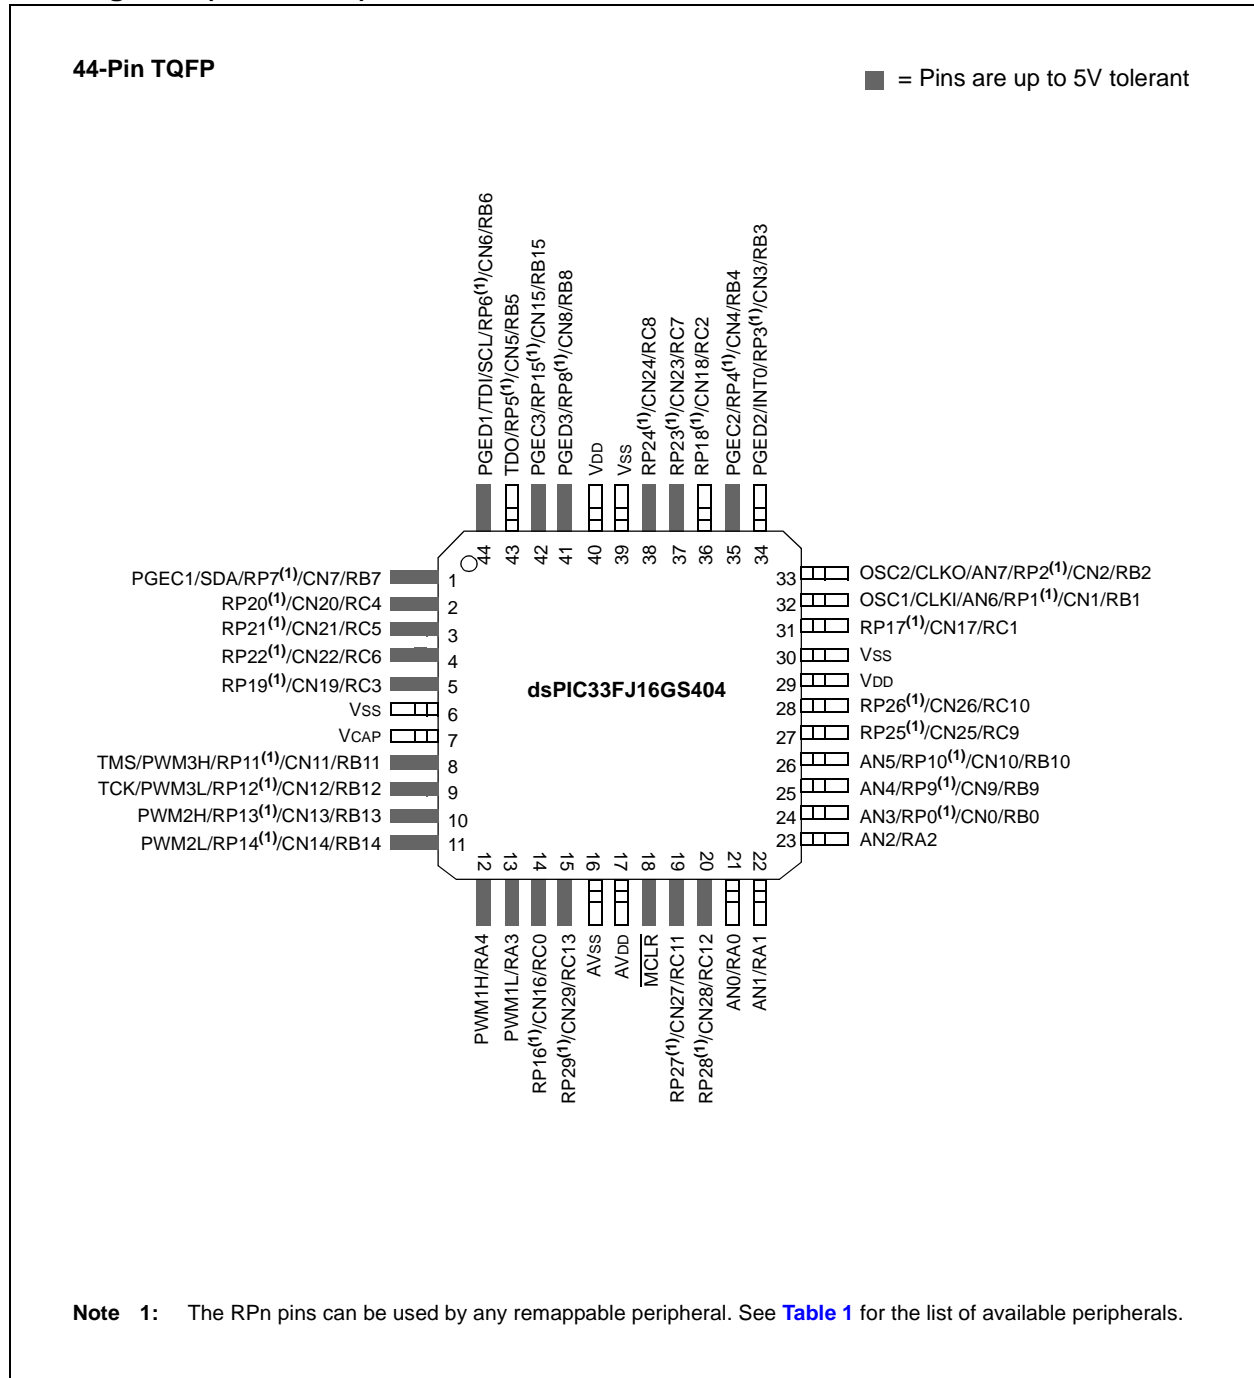 44-Pin TQFP
= Pins are up to 5V tolerant
PGED1/TDI/SCL/RP6(1)/CN6/RB6
TDO/RP5(1)/CN5/RB5
PGEC3/RP15(1)/CN15/RB15
PGED3/RP8(1)/CN8/RB8
VDD
VSS
RP24(1)/CN24/RC8
RP23(1)/CN23/RC7
RP18(1)/CN18/RC2
PGEC2/RP4(1)/CN4/RB4
PGED2/INT0/RP3(1)/CN3/RB3
44 43 42 41 40 39 38 37 36 35 34
PGEC1/SDA/RP7(1)/CN7/RB7 1
RP20(1)/CN20/RC4 2
RP21(1)/CN21/RC5 3
RP22(1)/CN22/RC6 4
RP19(1)/CN19/RC3 5
VSS 6
VCAP 7
TMS/PWM3H/RP11(1)/CN11/RB11 8
TCK/PWM3L/RP12(1)/CN12/RB12 9
PWM2H/RP13(1)/CN13/RB13 10
PWM2L/RP14(1)/CN14/RB14 11
dsPIC33FJ16GS404
33 OSC2/CLKO/AN7/RP2(1)/CN2/RB2
32 OSC1/CLKI/AN6/RP1(1)/CN1/RB1
31 RP17(1)/CN17/RC1
30 VSS
29 VDD
28 RP26(1)/CN26/RC10
27 RP25(1)/CN25/RC9
26 AN5/RP10(1)/CN10/RB10
25 AN4/RP9(1)/CN9/RB9
24 AN3/RP0(1)/CN0/RB0
23 AN2/RA2
12 13 14 15 16 17 18 19 20 21 22
PWM1H/RA4
PWM1L/RA3
RP16(1)/CN16/RC0
RP29(1)/CN29/RC13
AVSS
AVDD
MCLR
RP27(1)/CN27/RC11
RP28(1)/CN28/RC12
AN0/RA0
AN1/RA1
Note 1: The RPn pins can be used by any remappable peripheral. See Table 1 for the list of available peripherals.